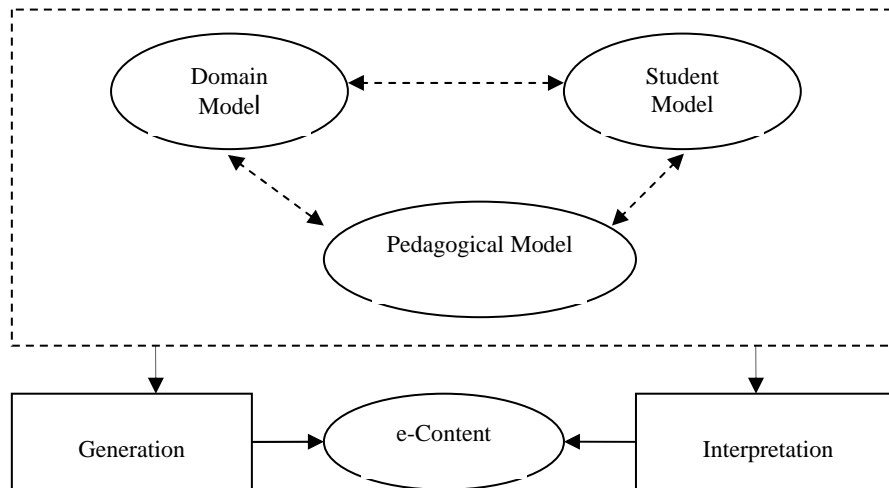 Domain
Model
Student
Model
Pedagogical Model
Generation
e-Content
Interpretation